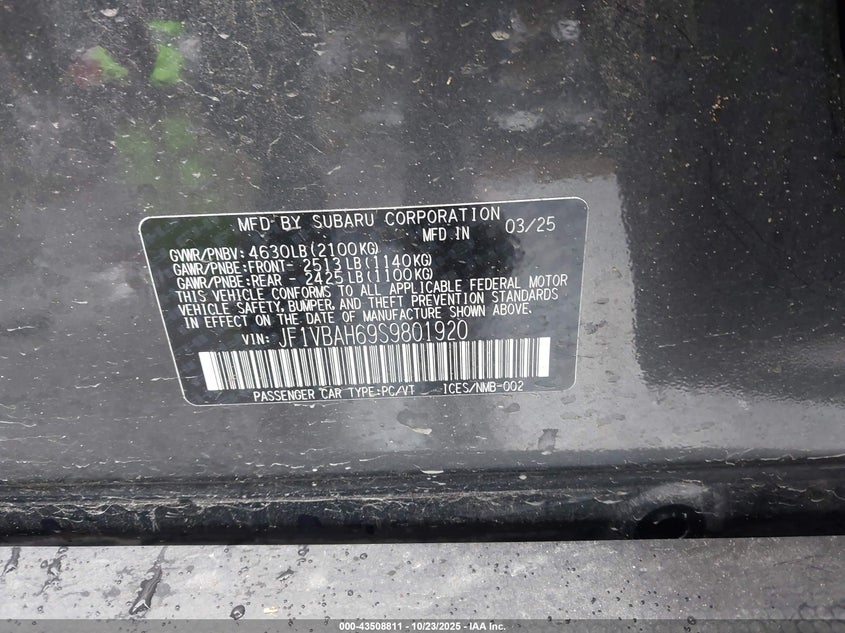 MFD BY SUBARU CORPORATION
MFD IN 03/25
GVWR/PNBV: 4630LB(2100KG)
GAWR/PNBE:FRONT- 2513LB(1140KG)
GAWR/PNBE:REAR - 2425LB(1100KG)
THIS VEHICLE CONFORMS TO ALL APPLICABLE FEDERAL MOTOR
VEHICLE SAFETY, BUMPER, AND THEFT PREVENTION STANDARDS
IN EFFECT ON THE DATE OF MANUFACTURE SHOWN ABOVE.
VIN: JF1VBAH69S9801920
PASSENGER CAR TYPE:PC/VT ICES/NMB-002
000-43508811 - 10/23/2025 - IAA Inc.